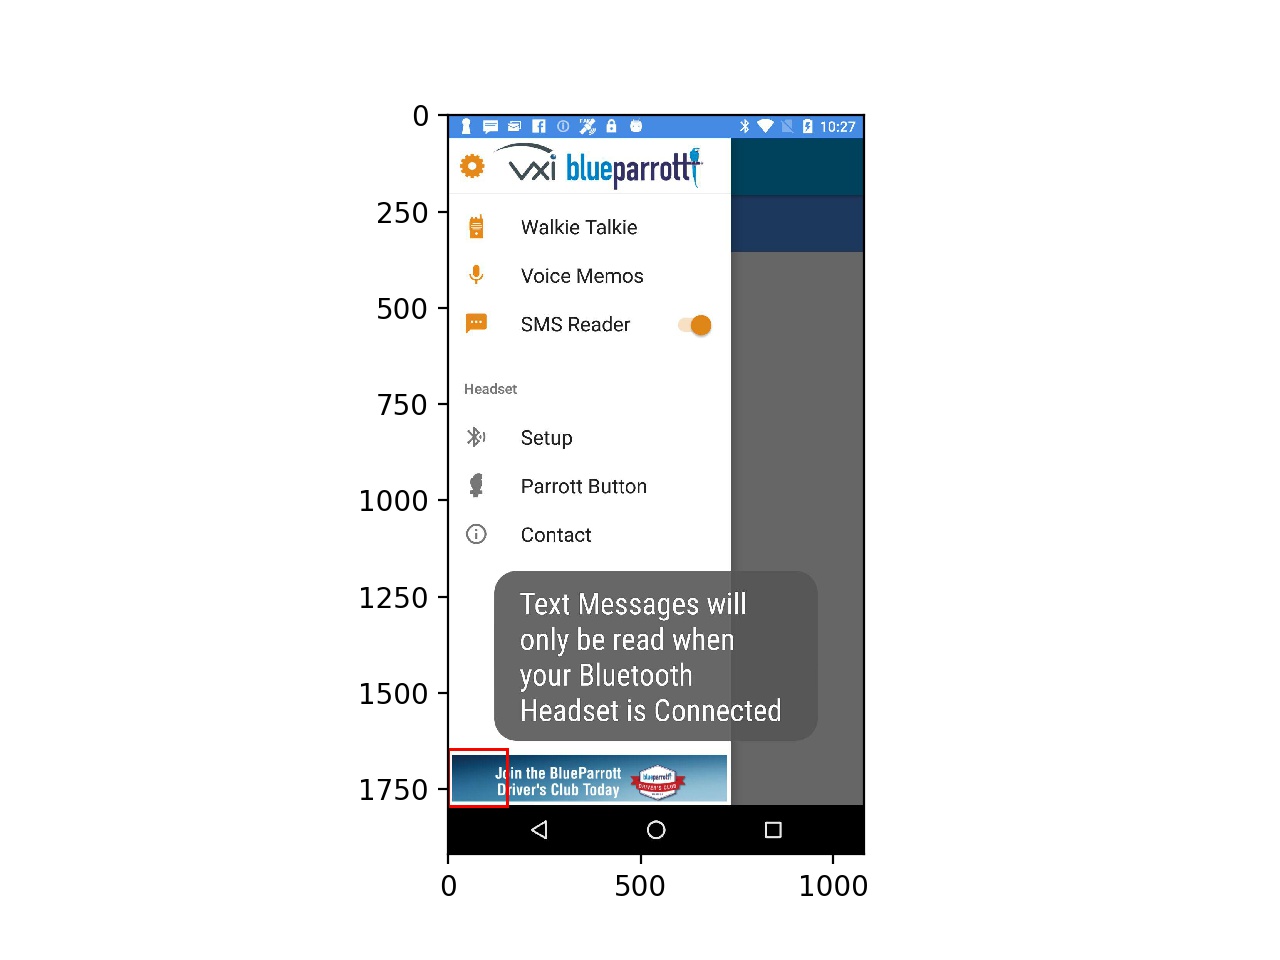 0
250
500
750
1000
1250
1500
1750
10:27
vxi blueparrott
Walkie Talkie
Voice Memos
SMS Reader
Headset
Setup
Parrott Button
Contact
Text Messages will
only be read when
your Bluetooth
Headset is Connected
Join the BlueParrott
Driver's Club Today
blueparrott
DRIVER'S CLUB
0
500
1000